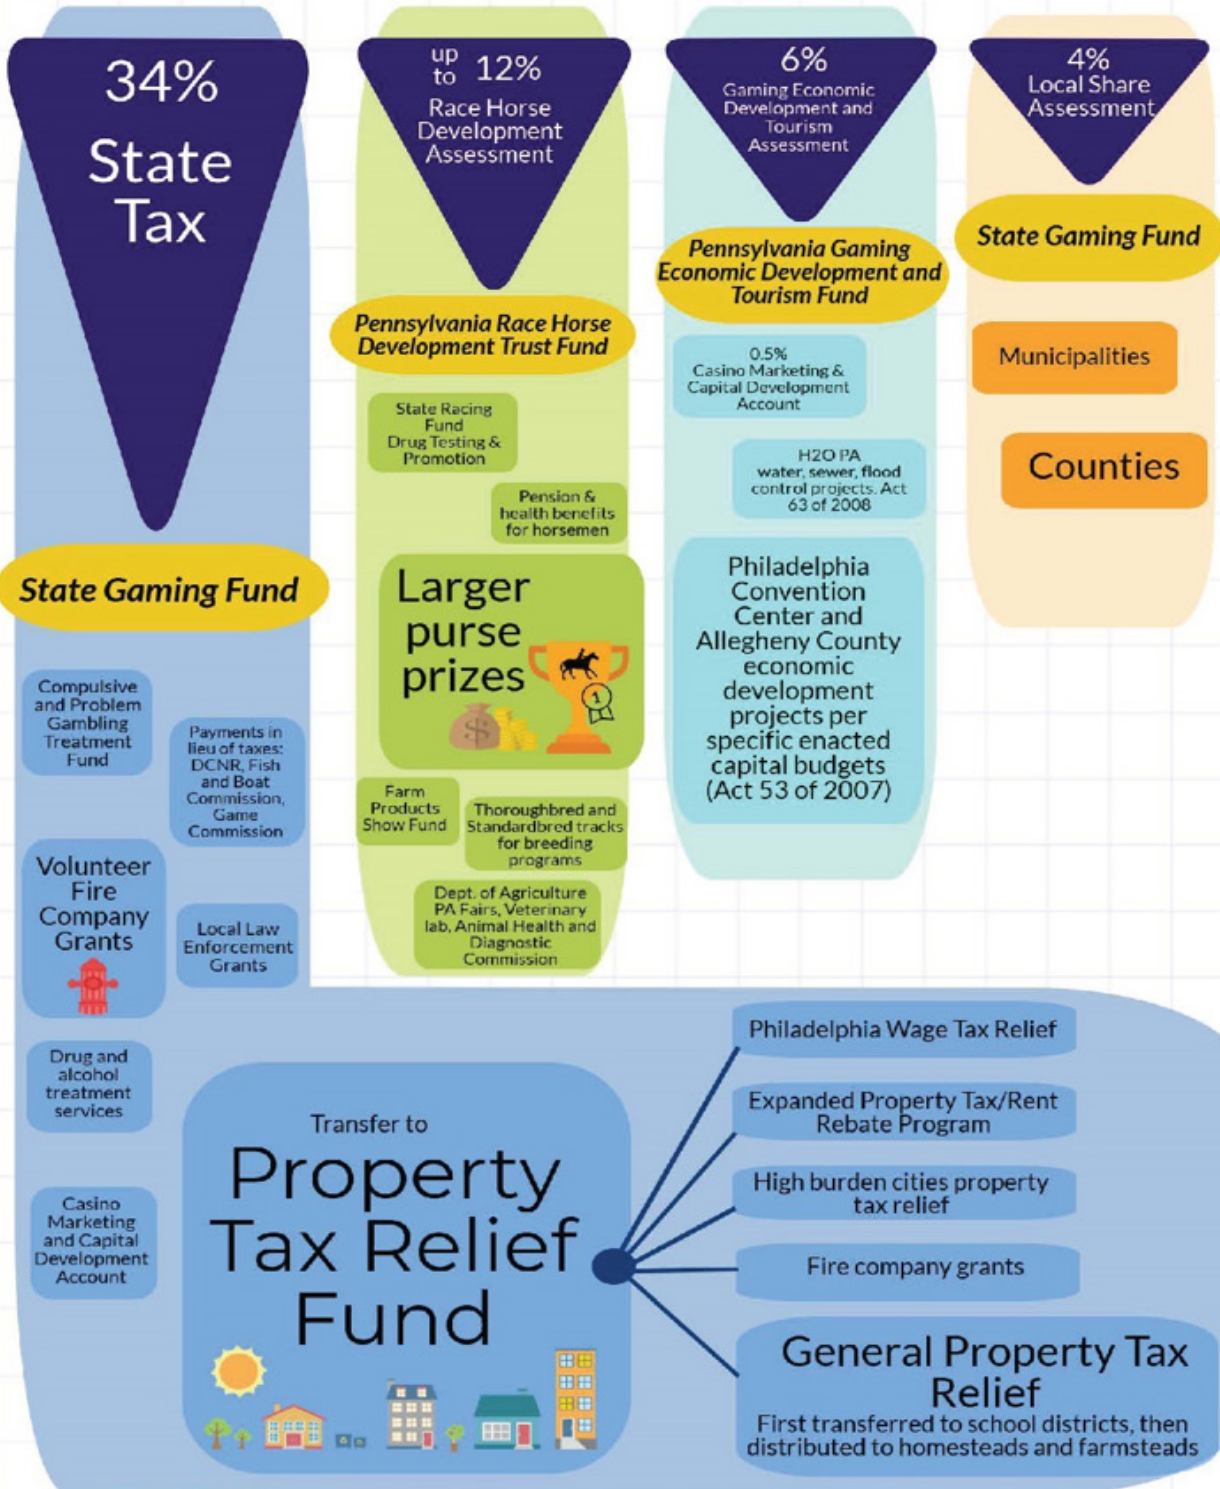 34%
State
Tax
State Gaming Fund
Compulsive
and Problem
Gambling
Treatment
Fund
Payments in
lieu of taxes:
DCNR, Fish
and Boat
Commission,
Game
Commission
Volunteer
Fire
Company
Grants
Local Law
Enforcement
Grants
Drug and
alcohol
treatment
services
Casino
Marketing
and Capital
Development
Account
up
to 12%
Race Horse
Development
Assessment
Pennsylvania Race Horse
Development Trust Fund
State Racing
Fund
Drug Testing &
Promotion
Pension &
health benefits
for horsemen
Larger
purse
prizes
1
$
Farm
Products
Show Fund
Thoroughbred and
Standardbred tracks
for breeding
programs
Dept. of Agriculture
PA Fairs, Veterinary
lab, Animal Health and
Diagnostic
Commission
6%
Gaming Economic
Development and
Tourism
Assessment
Pennsylvania Gaming
Economic Development and
Tourism Fund
0.5%
Casino Marketing &
Capital Development
Account
H2O PA
water, sewer, flood
control projects. Act
63 of 2008
Philadelphia
Convention
Center and
Allegheny County
economic
development
projects per
specific enacted
capital budgets
(Act 53 of 2007)
4%
Local Share
Assessment
State Gaming Fund
Municipalities
Counties
Transfer to
Property
Tax Relief
Fund
Philadelphia Wage Tax Relief
Expanded Property Tax/Rent
Rebate Program
High burden cities property
tax relief
Fire company grants
General Property Tax
Relief
First transferred to school districts, then
distributed to homesteads and farmsteads